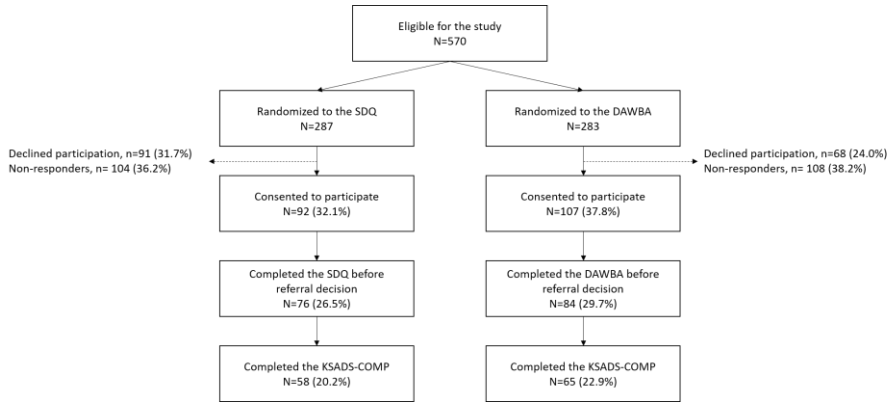 Eligible for the study
N=570
Randomized to the SDQ
N=287
Randomized to the DAWBA
N=283
Declined participation, n=91 (31.7%)
Non-responders, n= 104 (36.2%)
Declined participation, n=68 (24.0%)
Non-responders, n= 108 (38.2%)
Consented to participate
N=92 (32.1%)
Consented to participate
N=107 (37.8%)
Completed the SDQ before
referral decision
N=76 (26.5%)
Completed the DAWBA before
referral decision
N=84 (29.7%)
Completed the KSADS-COMP
N=58 (20.2%)
Completed the KSADS-COMP
N=65 (22.9%)